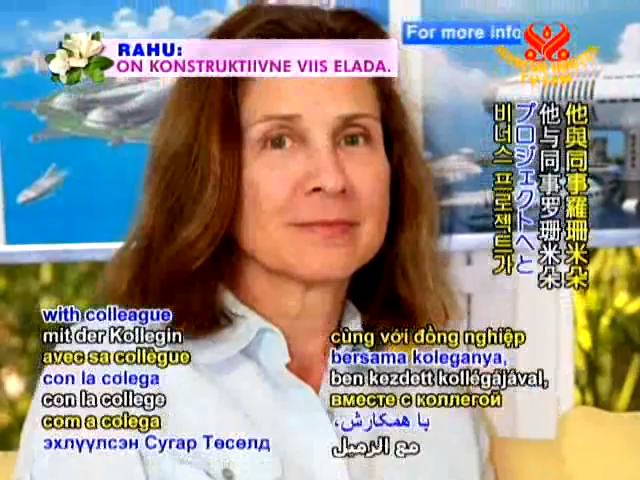 RAHU:
ON KONSTRUKTIIVNE VIIS ELADA.
For more info
他與同事羅珊米朵
他与同事罗珊米朵
プロジェクトへと
비너스 프로젝트가
with colleague
mit der Kollegin
avec sa collègue
con la colega
con la collega
com a colega
эхлүүлсэн Сугар Төсөлд
cùng với đồng nghiệp
bersama koleganya,
ben kezdett kollégájával,
вместе с коллегой
با همکارش،
مع الزميل